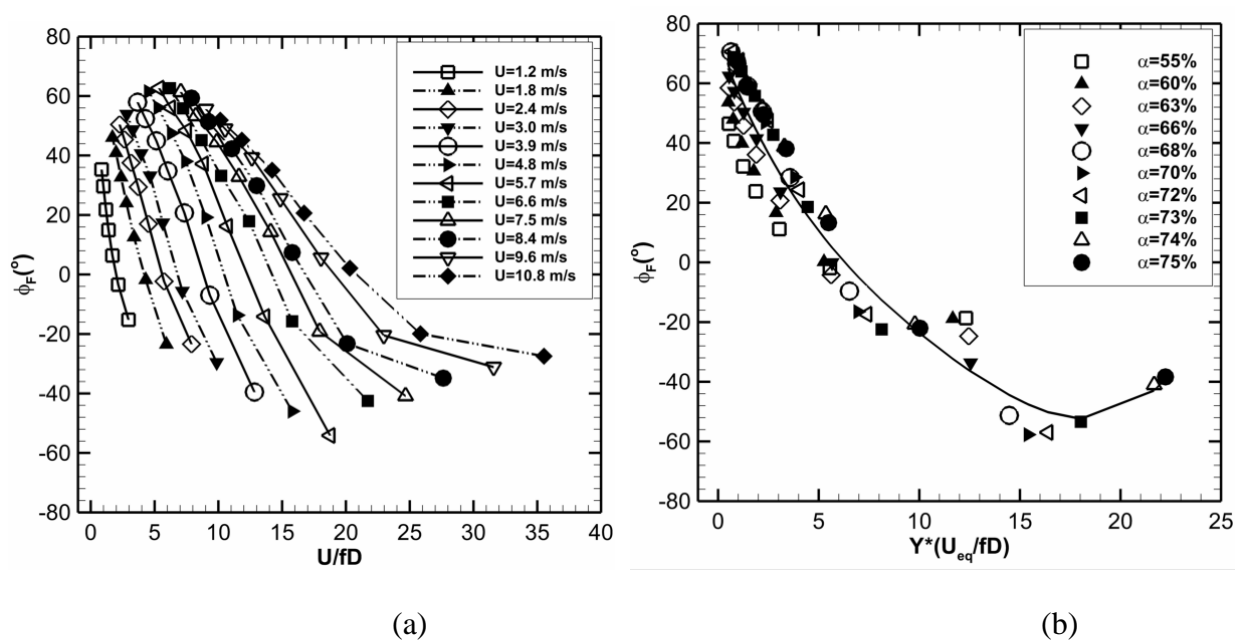 80
60
40
20
0
-20
-40
-60
-80
ϕF(º)
0 5 10 15 20 25 30 35 40
U/fD
U=1.2 m/s
U=1.8 m/s
U=2.4 m/s
U=3.0 m/s
U=3.9 m/s
U=4.8 m/s
U=5.7 m/s
U=6.6 m/s
U=7.5 m/s
U=8.4 m/s
U=9.6 m/s
U=10.8 m/s
(a)
80
60
40
20
0
-20
-40
-60
-80
ϕF(º)
0 5 10 15 20 25
Y*(Ueq/fD)
α=55%
α=60%
α=63%
α=66%
α=68%
α=70%
α=72%
α=73%
α=74%
α=75%
(b)